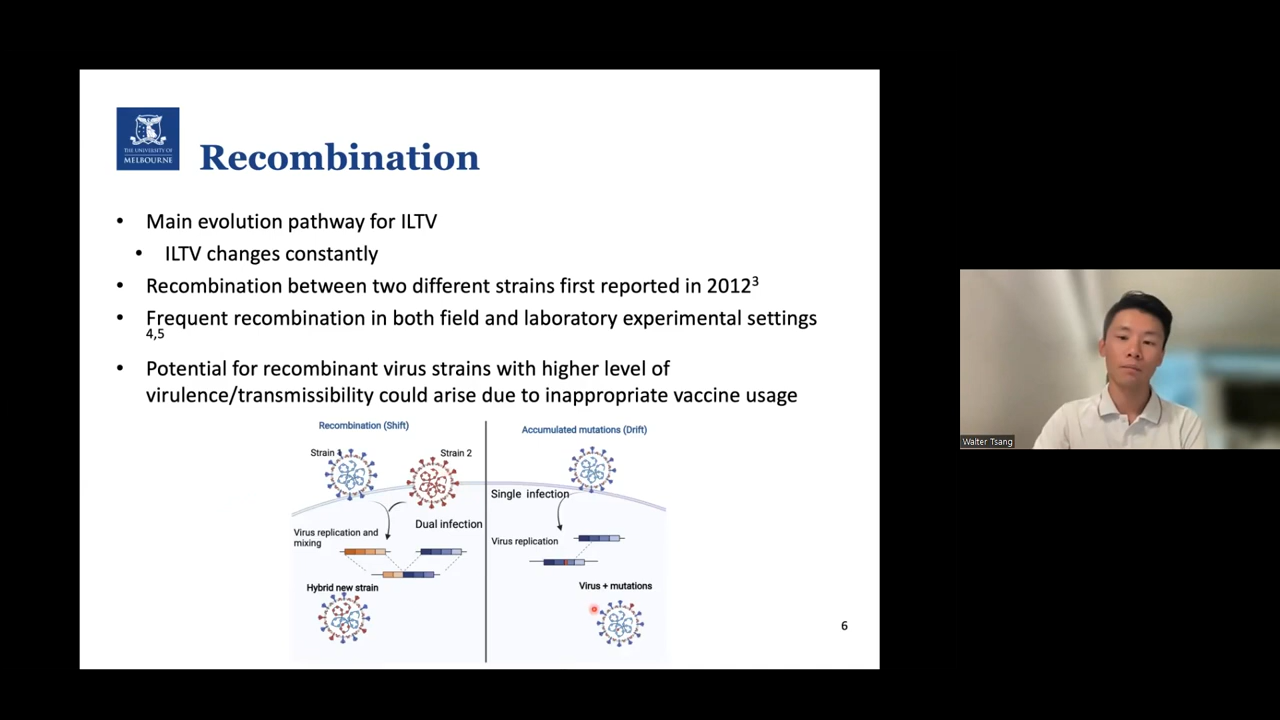 THE UNIVERSITY OF
MELBOURNE
Recombination
• Main evolution pathway for ILTV
• ILTV changes constantly
• Recombination between two different strains first reported in 2012³
• Frequent recombination in both field and laboratory experimental settings
4,5
• Potential for recombinant virus strains with higher level of
virulence/transmissibility could arise due to inappropriate vaccine usage
Recombination (Shift)
Strain 1
Strain 2
Dual infection
Virus replication and
mixing
Hybrid new strain
Accumulated mutations (Drift)
Single infection
Virus replication
Virus + mutations
6
Walter Tsang